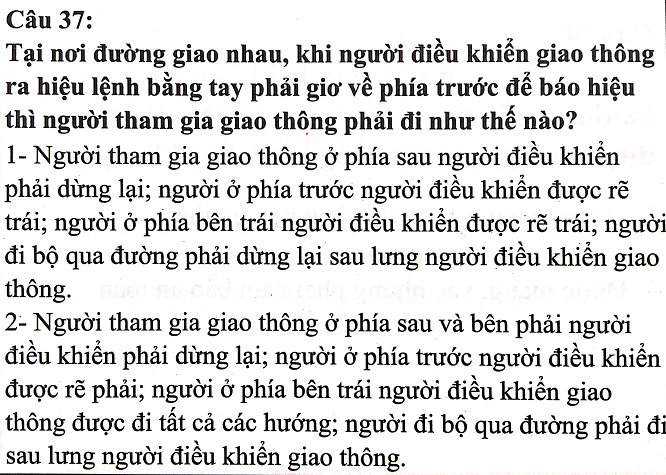 Câu 37:
Tại nơi đường giao nhau, khi người điều khiển giao thông
ra hiệu lệnh bằng tay phải giơ về phía trước để báo hiệu
thì người tham gia giao thông phải đi như thế nào?
1- Người tham gia giao thông ở phía sau người điều khiển
phải dừng lại; người ở phía trước người điều khiển được rẽ
trái; người ở phía bên trái người điều khiển được rẽ trái; người
đi bộ qua đường phải dừng lại sau lưng người điều khiển giao
thông.
2- Người tham gia giao thông ở phía sau và bên phải người
điều khiển phải dừng lại; người ở phía trước người điều khiển
được rẽ phải; người ở phía bên trái người điều khiển giao
thông được đi tất cả các hướng; người đi bộ qua đường phải đi
sau lưng người điều khiển giao thông.